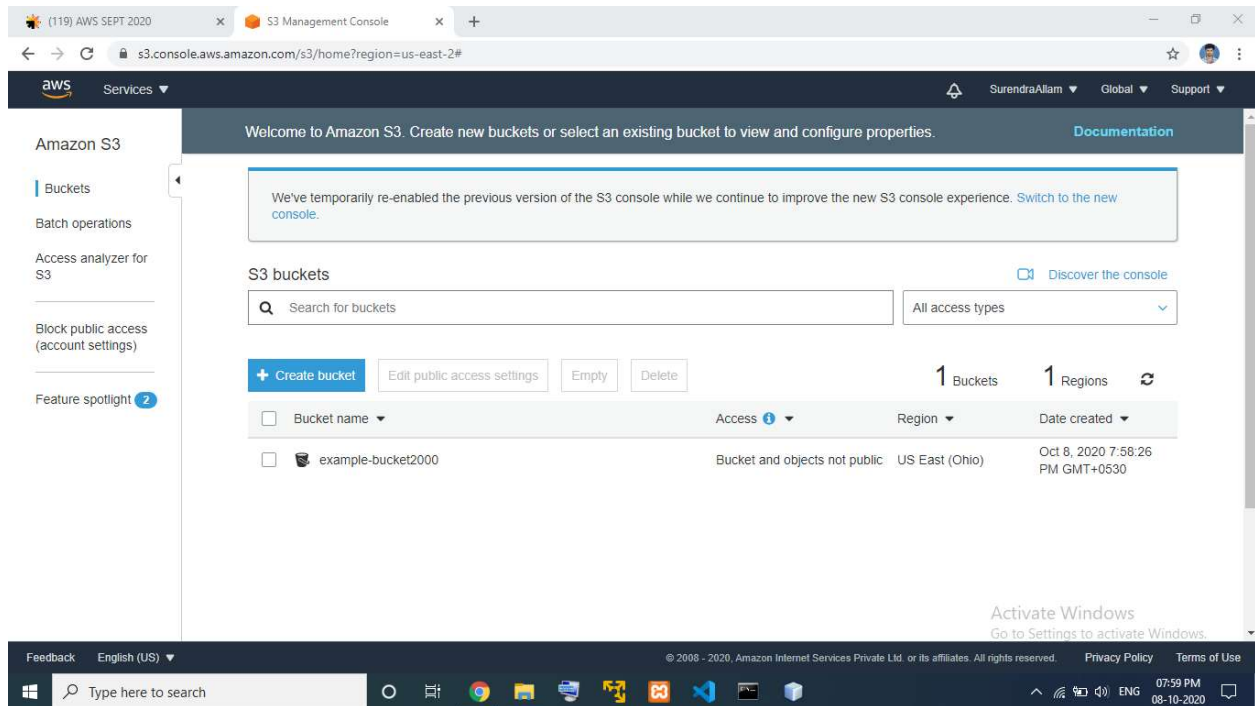 (119) AWS SEPT 2020
S3 Management Console
s3.console.aws.amazon.com/s3/home?region=us-east-2#
aws Services SurendraAllam Global Support
Amazon S3
Buckets
Batch operations
Access analyzer for
S3
Block public access
(account settings)
Feature spotlight 2
Welcome to Amazon S3. Create new buckets or select an existing bucket to view and configure properties. Documentation
We've temporarily re-enabled the previous version of the S3 console while we continue to improve the new S3 console experience. Switch to the new
console.
S3 buckets Discover the console
Search for buckets All access types
+ Create bucket Edit public access settings Empty Delete 1 Buckets 1 Regions
Bucket name Access Region Date created
example-bucket2000 Bucket and objects not public US East (Ohio) Oct 8, 2020 7:58:26
PM GMT+0530
Activate Windows
Go to Settings to activate Windows.
Feedback English (US) © 2008 - 2020, Amazon Internet Services Private Ltd. or its affiliates. All rights reserved. Privacy Policy Terms of Use
Type here to search ENG 07:59 PM
08-10-2020